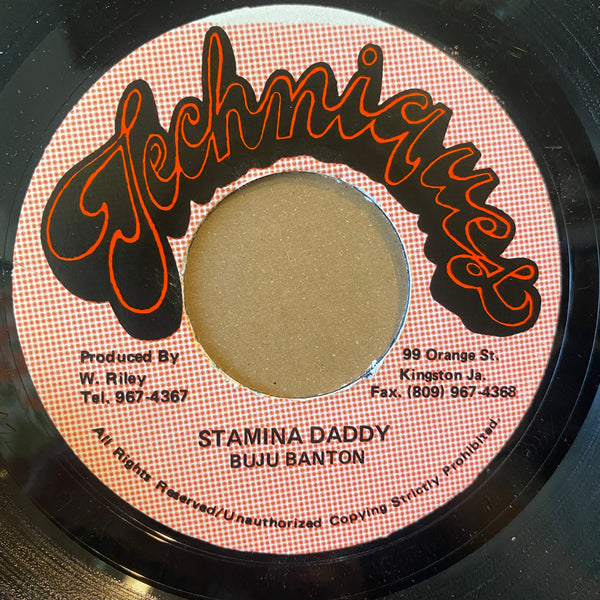 Techniques
Produced By
W. Riley
Tel. 967-4367
99 Orange St.
Kingston Ja.
Fax. (809) 967-4368
STAMINA DADDY
BUJU BANTON
All Rights Reserved/Unauthorized Copying Strictly Prohibited